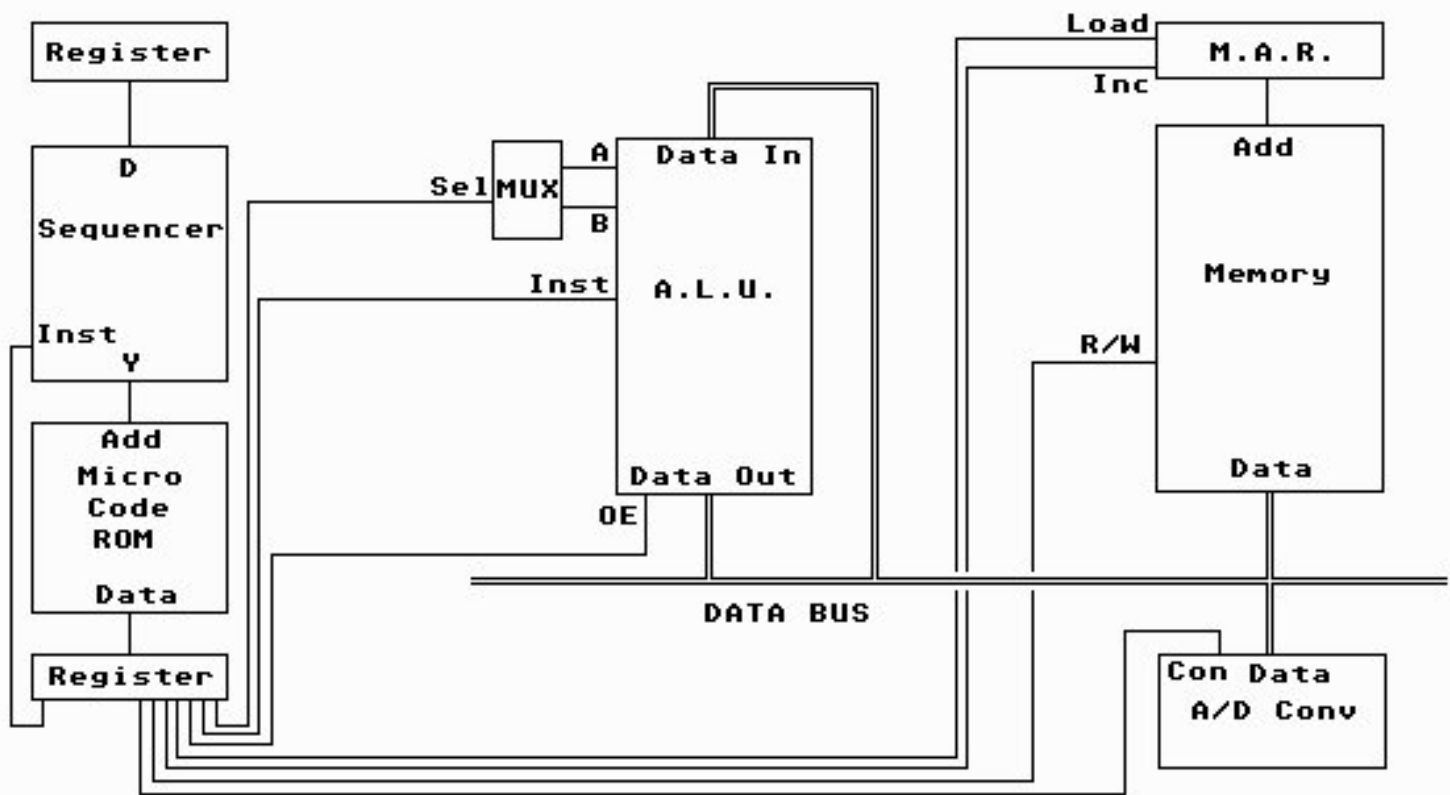 Register
D
Sequencer
Inst
Y
Add
Micro
Code
ROM
Data
Register
Sel
MUX
A
B
Inst
Data In
A.L.U.
Data Out
OE
DATA BUS
Load
Inc
M.A.R.
Add
Memory
R/W
Data
Con Data
A/D Conv